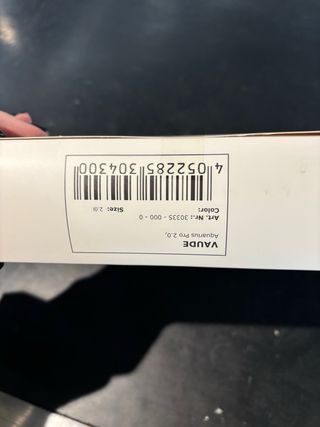 VAUDE
Aquarius Pro 2.0,
Art. Nr.: 30335 - 000 - 0
Color: Size: 2.0l
4 052285 304300